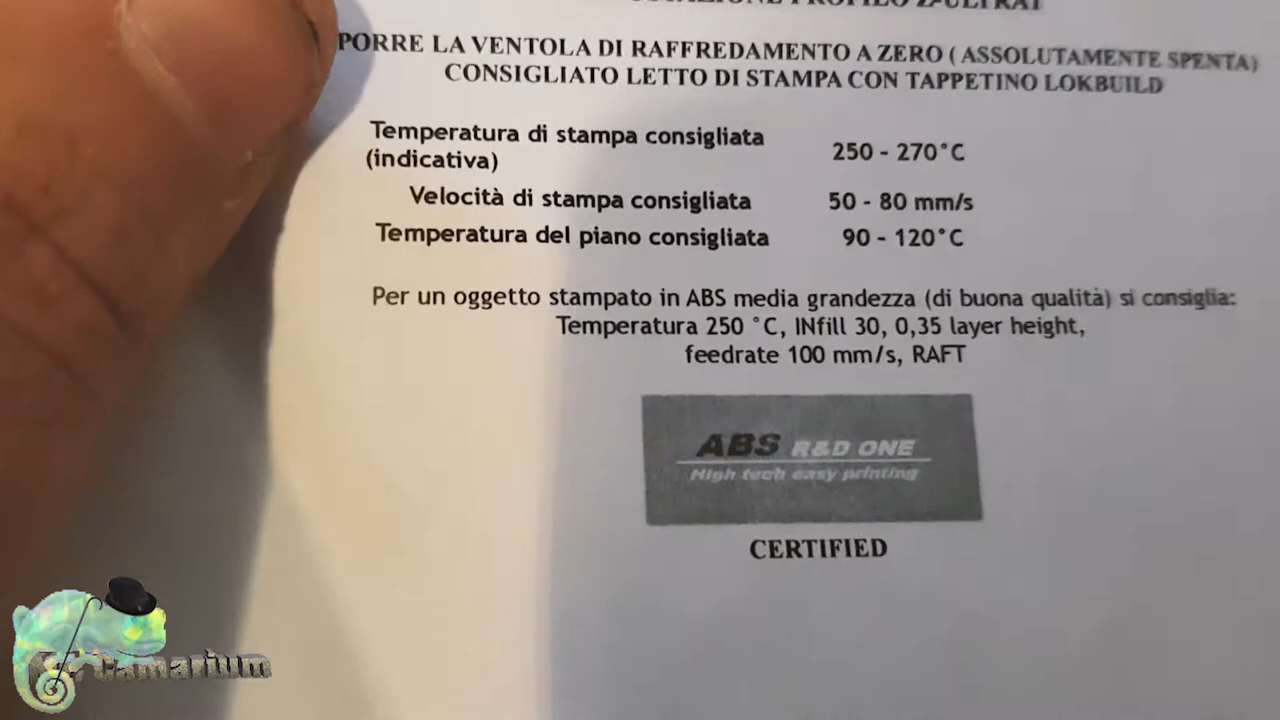 PROFILO Z-ULTRAT
PORRE LA VENTOLA DI RAFFREDAMENTO A ZERO ( ASSOLUTAMENTE SPENTA)
CONSIGLIATO LETTO DI STAMPA CON TAPPETINO LOKBUILD
Temperatura di stampa consigliata
(indicativa)
250 - 270°C
Velocità di stampa consigliata 50 - 80 mm/s
Temperatura del piano consigliata 90 - 120°C
Per un oggetto stampato in ABS media grandezza (di buona qualità) si consiglia:
Temperatura 250 °C, INfill 30, 0,35 layer height,
feedrate 100 mm/s, RAFT
ABS R&D ONE
High tech easy printing
CERTIFIED
Camarium